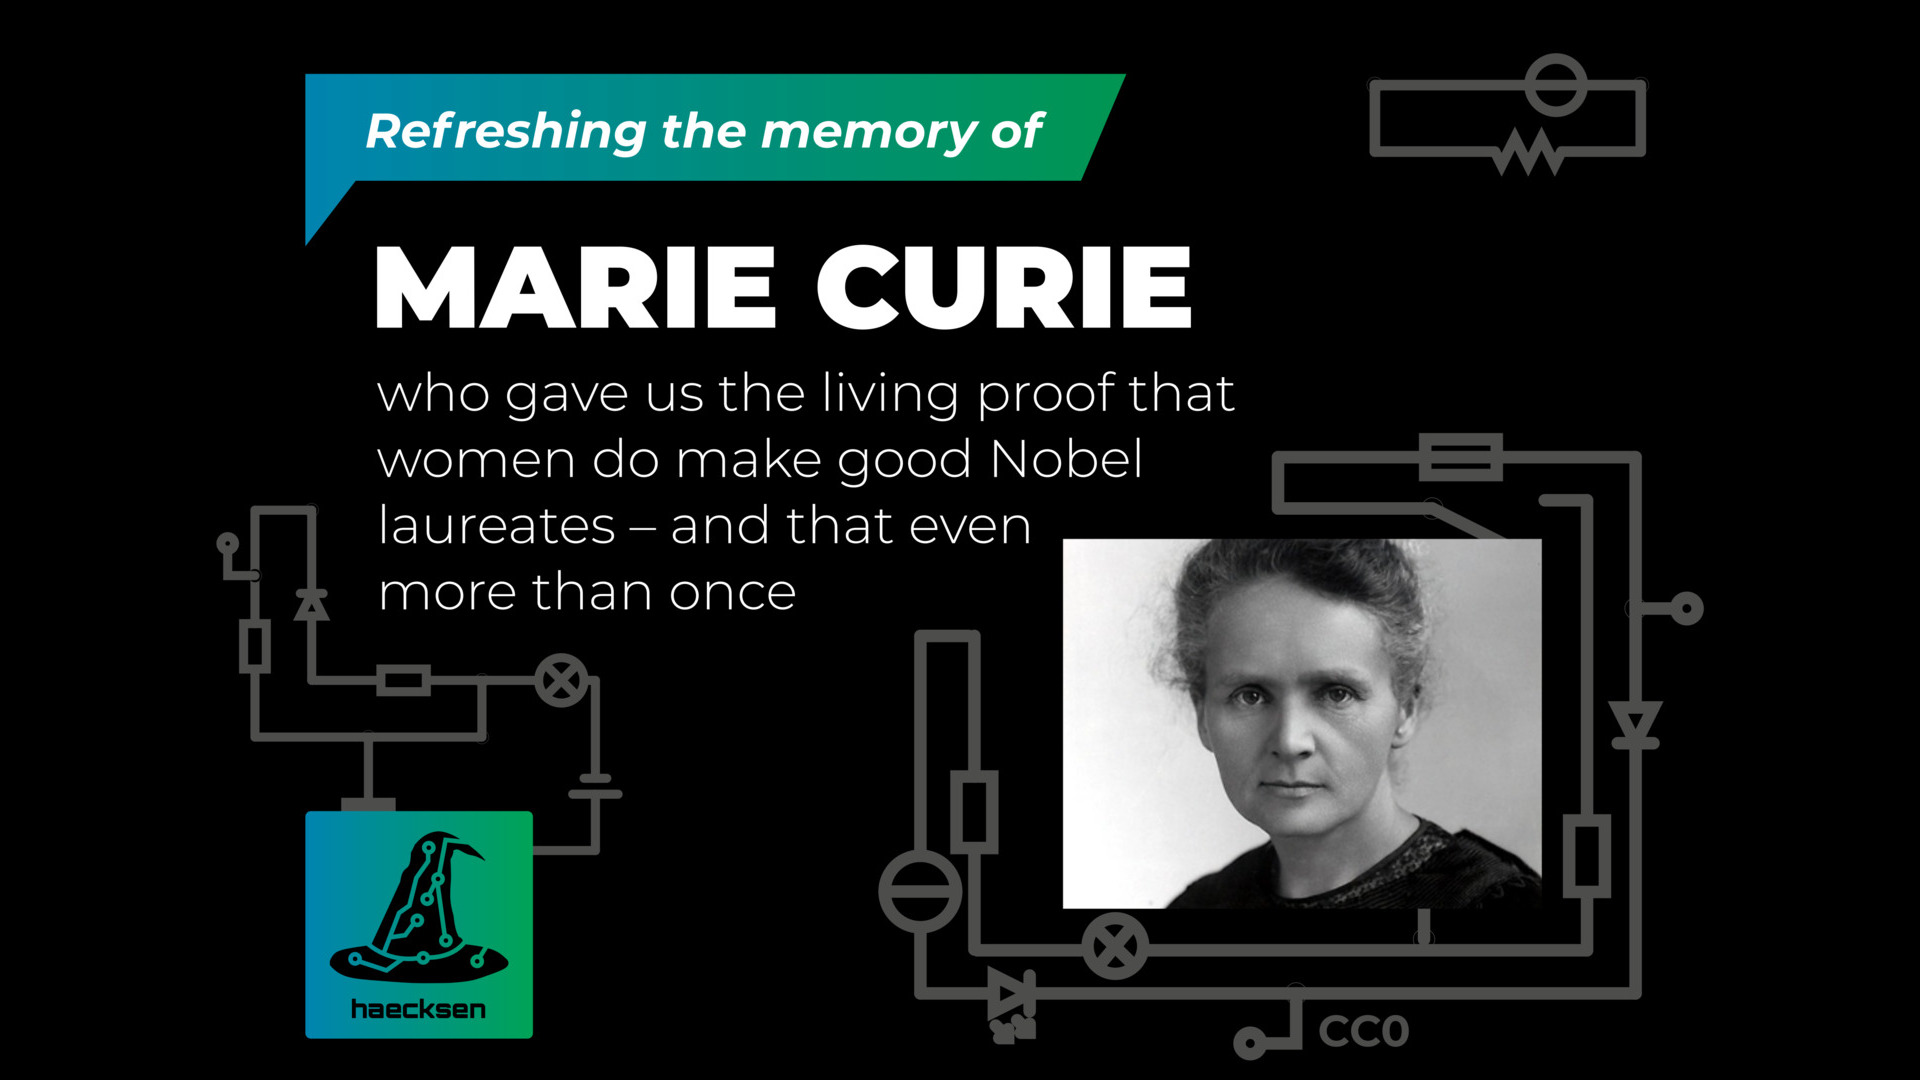 Refreshing the memory of
MARIE CURIE
who gave us the living proof that
women do make good Nobel
laureates – and that even
more than once
haecksen
CC0